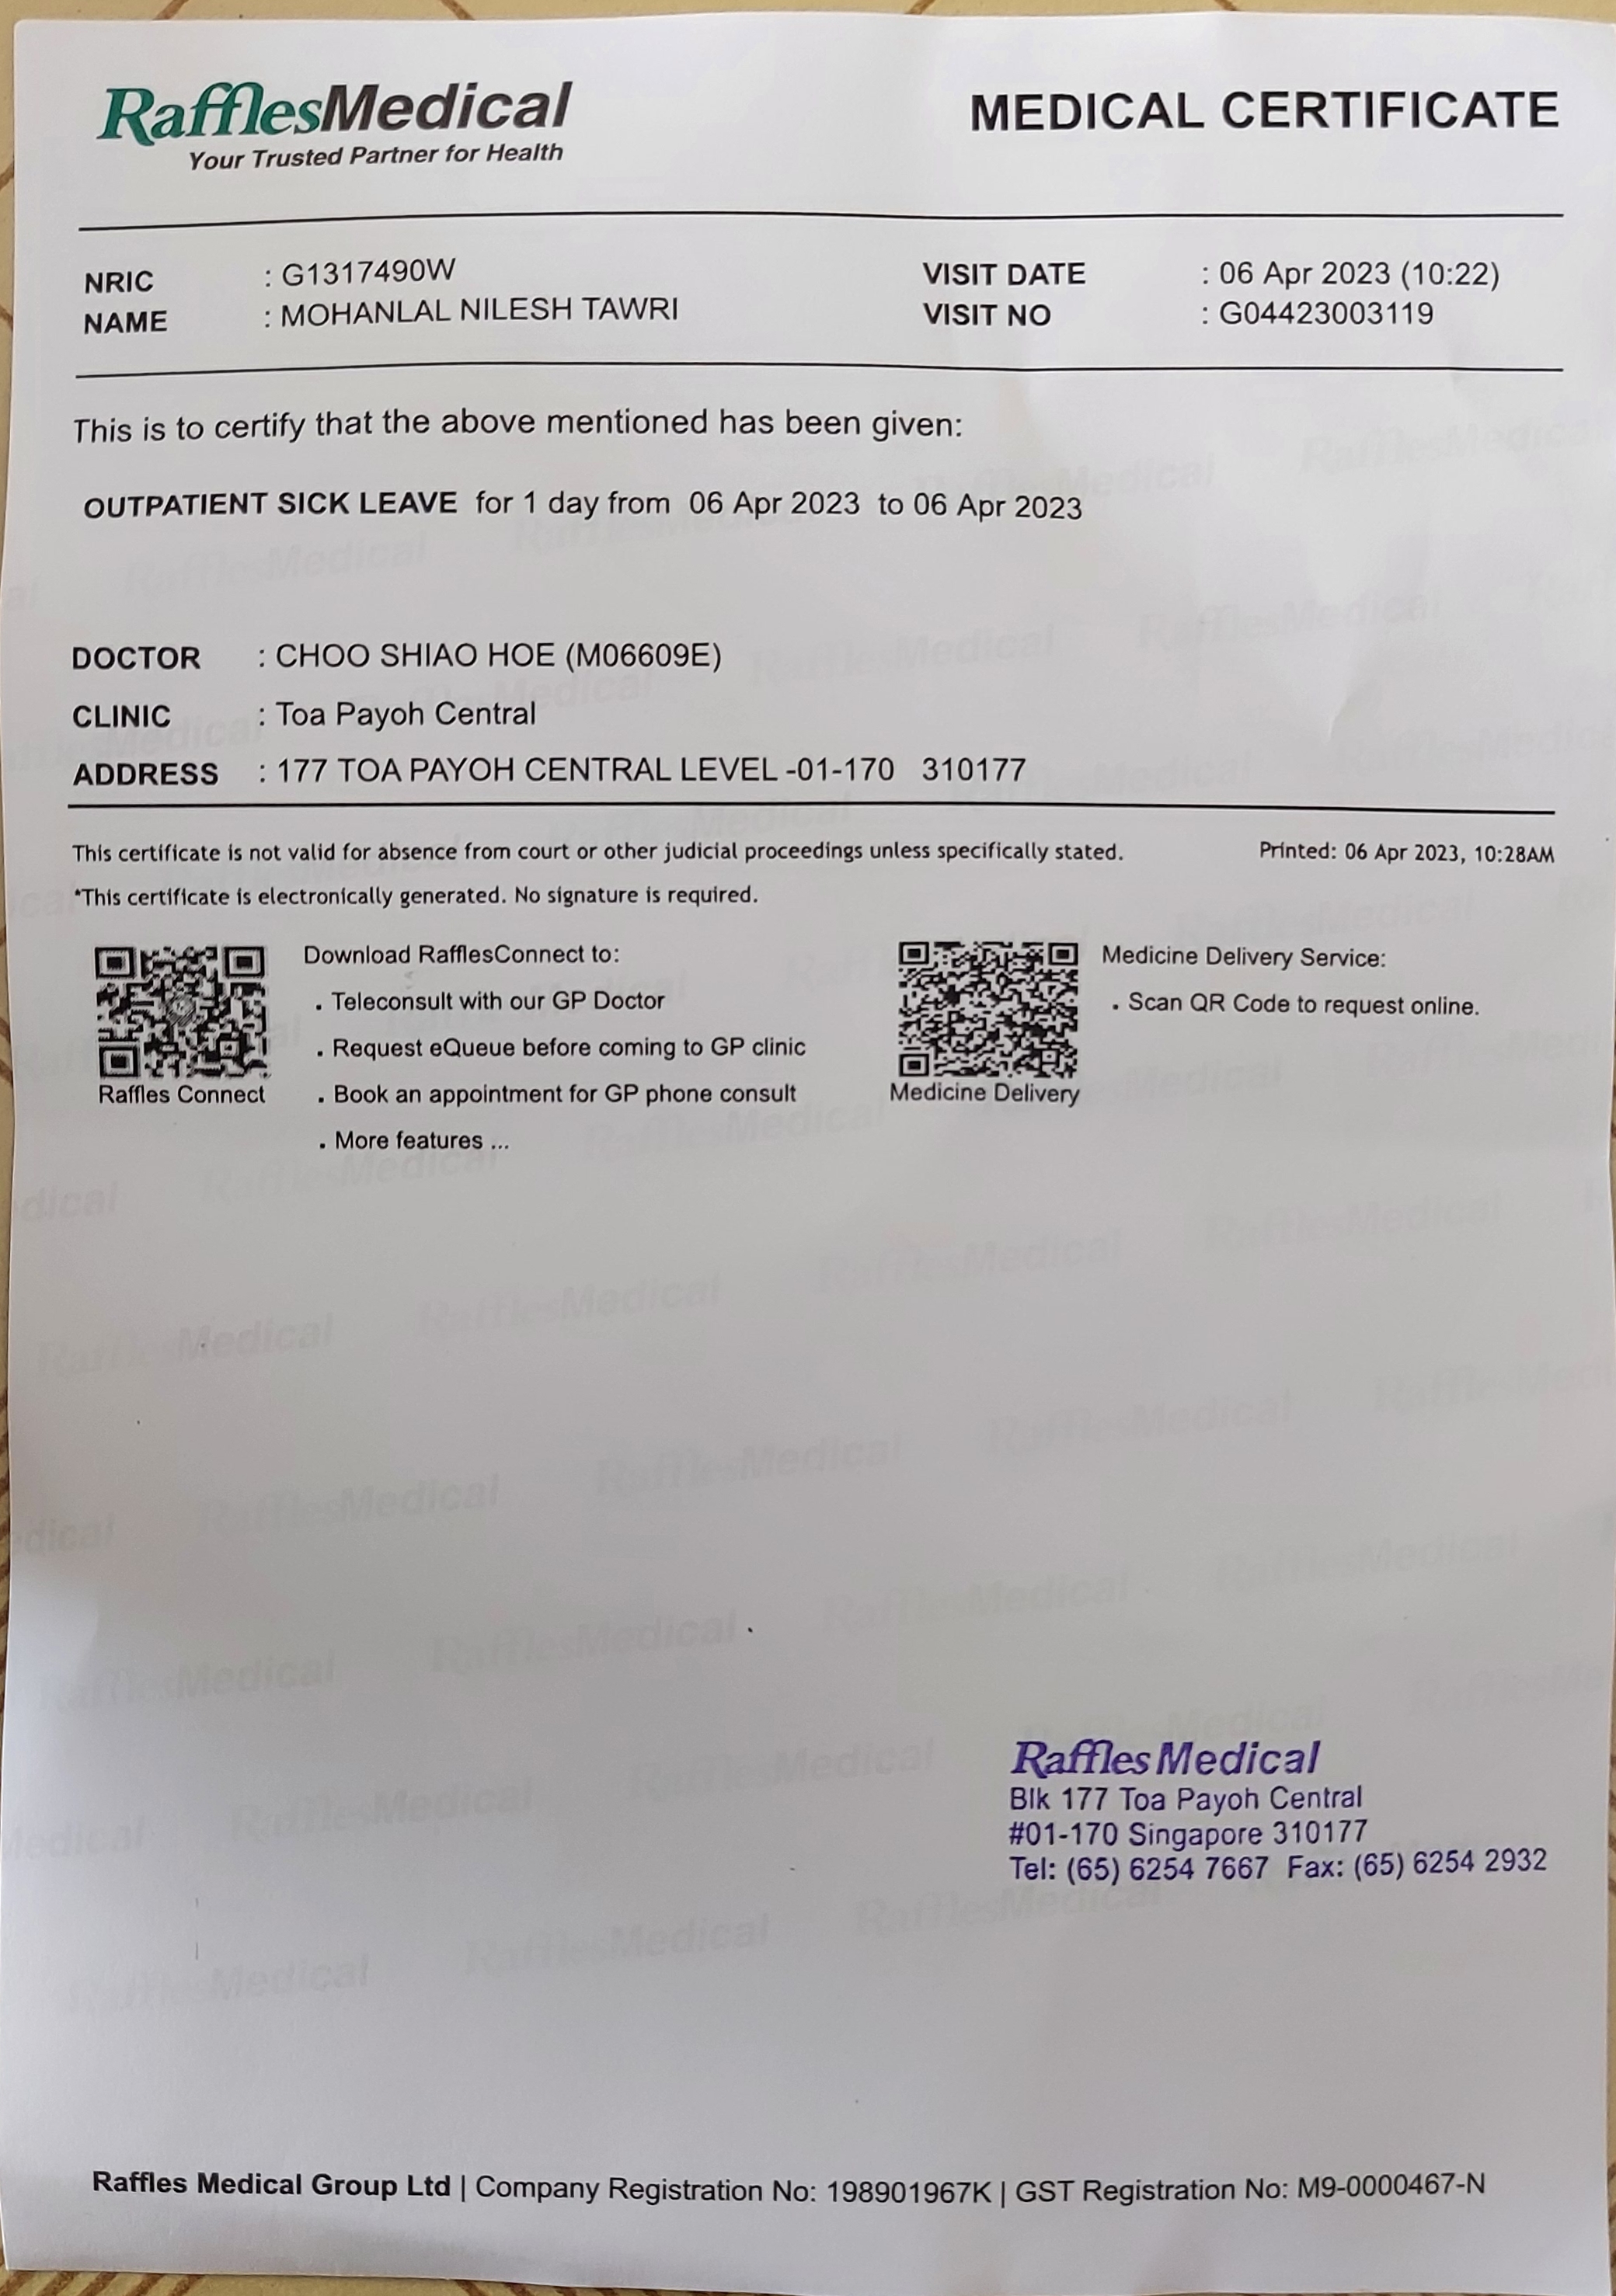 RafflesMedical
Your Trusted Partner for Health
MEDICAL CERTIFICATE
NRIC : G1317490W
NAME : MOHANLAL NILESH TAWRI
VISIT DATE : 06 Apr 2023 (10:22)
VISIT NO : G04423003119
This is to certify that the above mentioned has been given:
OUTPATIENT SICK LEAVE for 1 day from 06 Apr 2023 to 06 Apr 2023
DOCTOR : CHOO SHIAO HOE (M06609E)
CLINIC : Toa Payoh Central
ADDRESS : 177 TOA PAYOH CENTRAL LEVEL -01-170 310177
This certificate is not valid for absence from court or other judicial proceedings unless specifically stated.
Printed: 06 Apr 2023, 10:28AM
*This certificate is electronically generated. No signature is required.
Raffles Connect
Download RafflesConnect to:
. Teleconsult with our GP Doctor
. Request eQueue before coming to GP clinic
. Book an appointment for GP phone consult
. More features ...
Medicine Delivery
Medicine Delivery Service:
. Scan QR Code to request online.
Raffles Medical
Blk 177 Toa Payoh Central
#01-170 Singapore 310177
Tel: (65) 6254 7667 Fax: (65) 6254 2932
Raffles Medical Group Ltd | Company Registration No: 198901967K | GST Registration No: M9-0000467-N